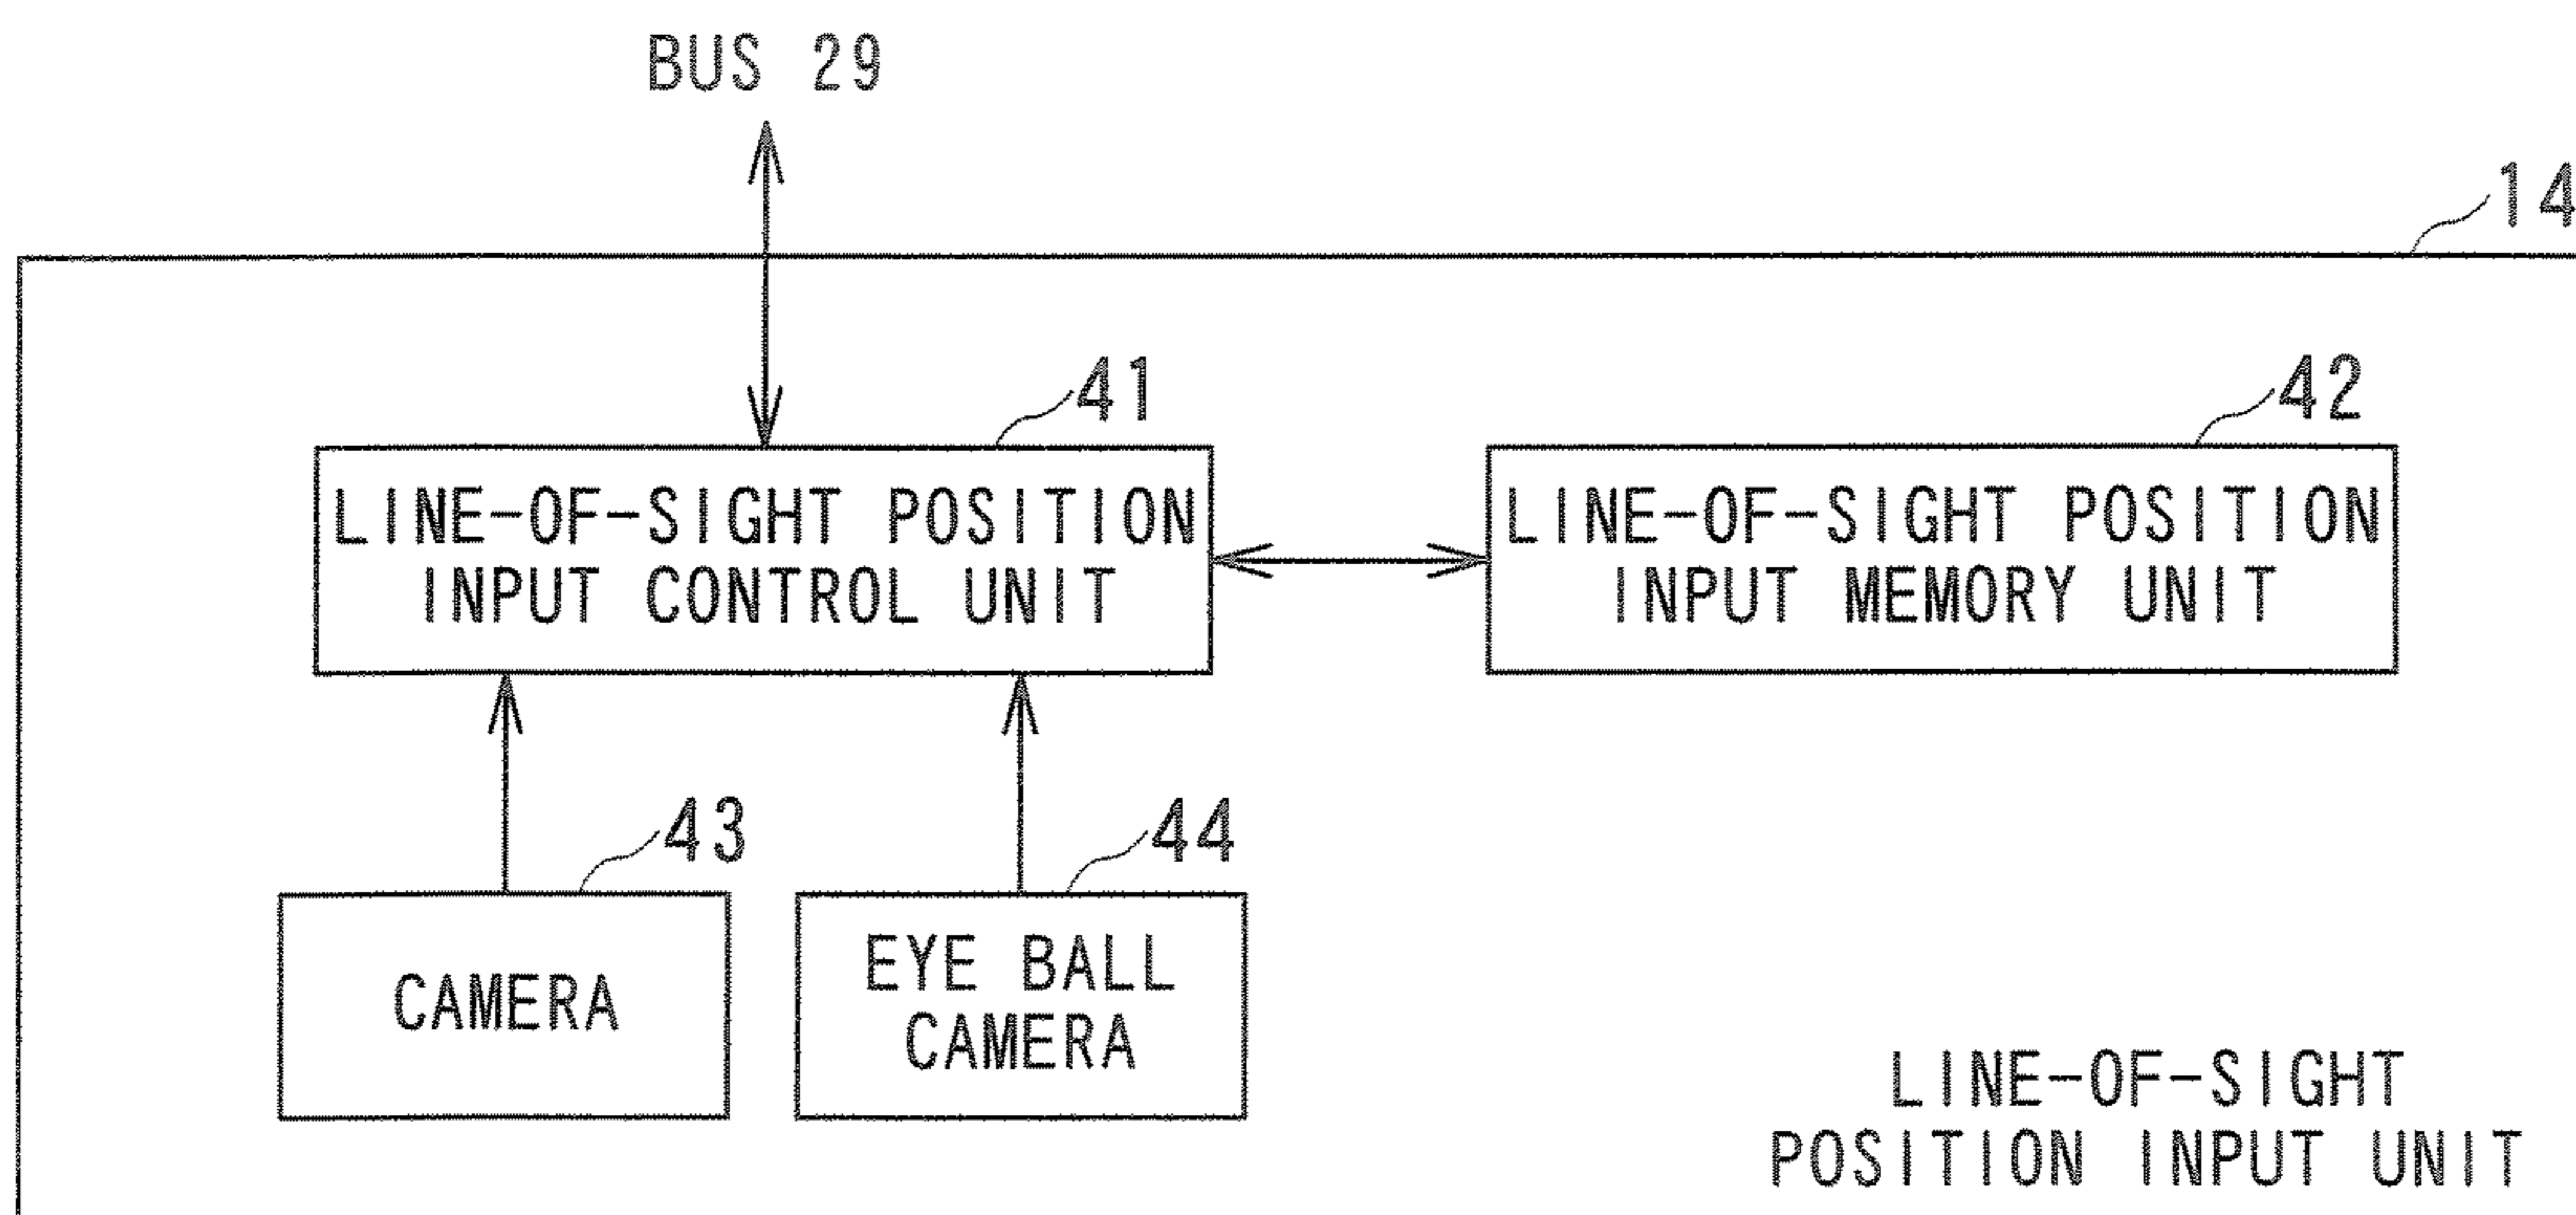 BUS 29
14
41
42
LINE-OF-SIGHT POSITION
INPUT CONTROL UNIT
LINE-OF-SIGHT POSITION
INPUT MEMORY UNIT
43
44
CAMERA
EYE BALL
CAMERA
LINE-OF-SIGHT
POSITION INPUT UNIT